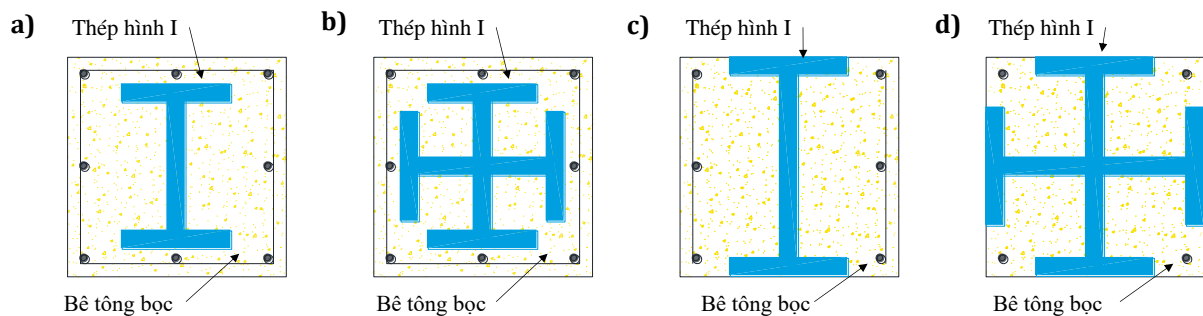 a)
Thép hình I
b)
Thép hình I
c)
Thép hình I
d)
Thép hình I
Bê tông bọc
Bê tông bọc
Bê tông bọc
Bê tông bọc